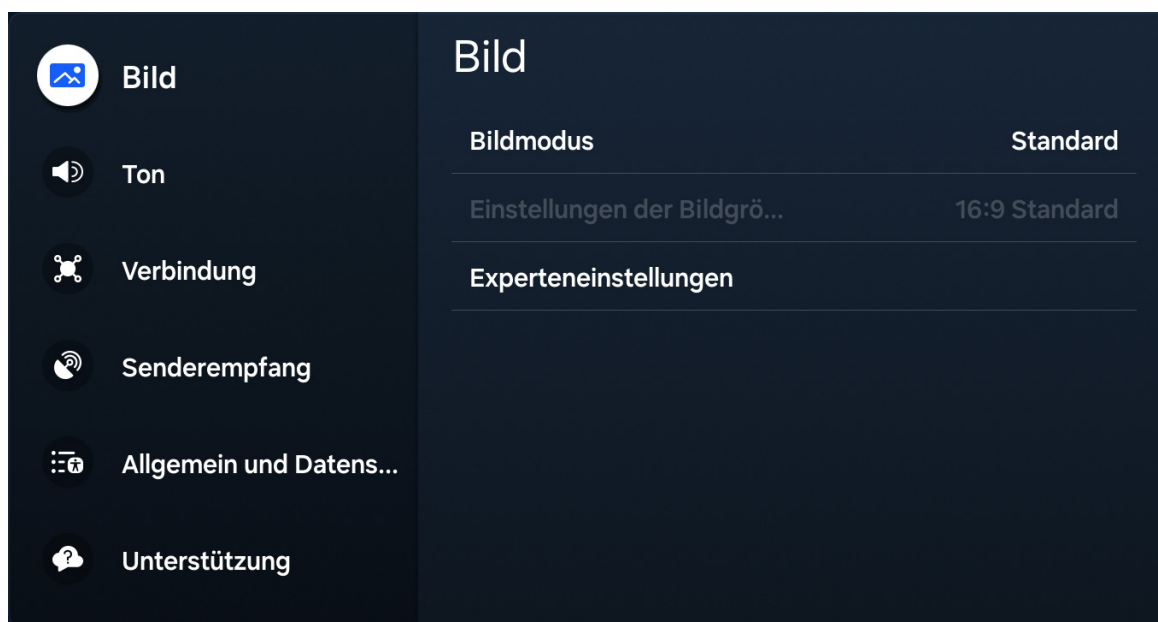 Bild
Ton
Verbindung
Senderempfang
Allgemein und Datens...
Unterstützung
Bild
Bildmodus Standard
Einstellungen der Bildgrö... 16:9 Standard
Experteneinstellungen